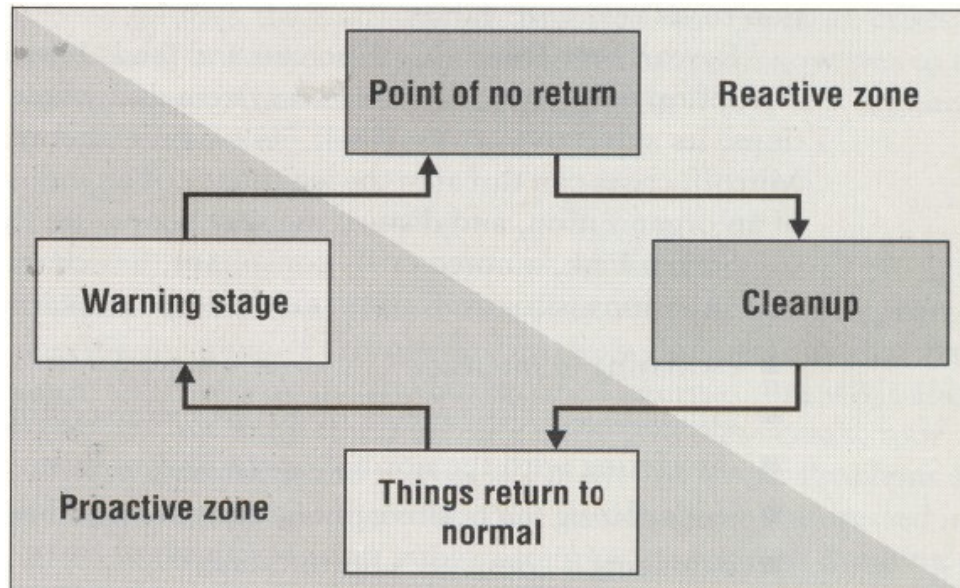 Point of no return
Reactive zone
Warning stage
Cleanup
Proactive zone
Things return to
normal